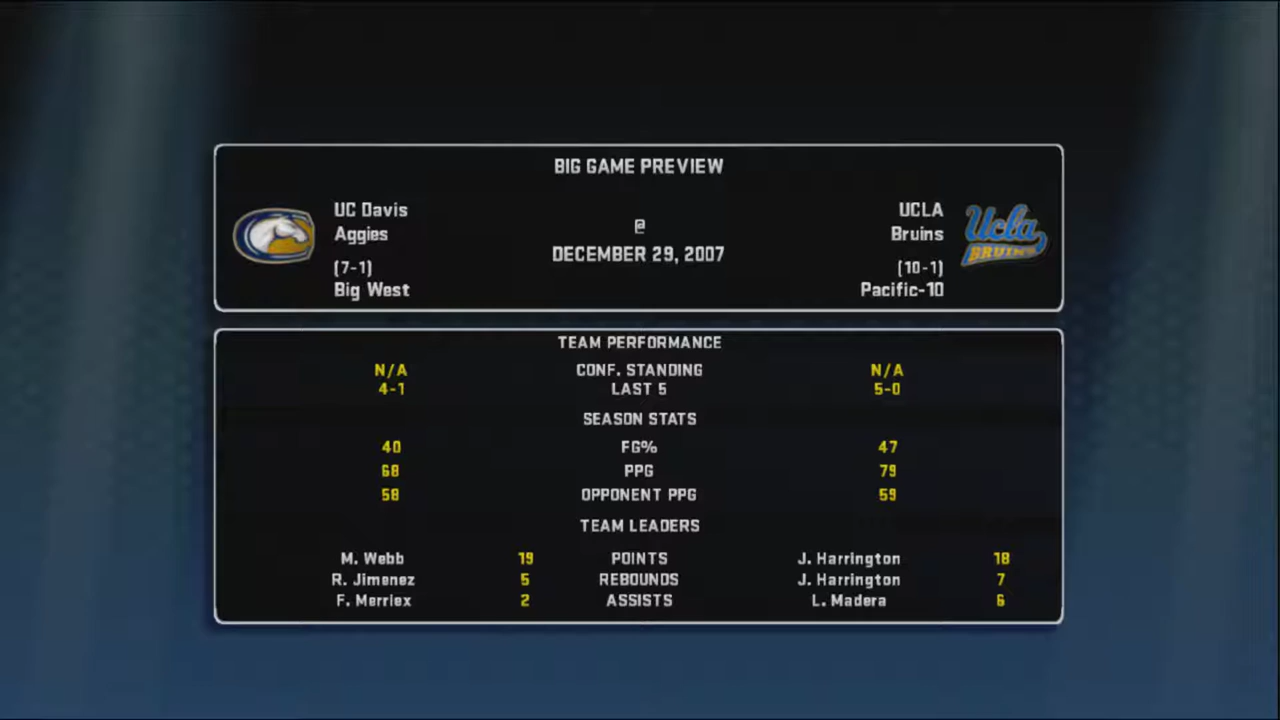 BIG GAME PREVIEW
UC Davis
Aggies
(7-1)
Big West
@
DECEMBER 29, 2007
UCLA
Bruins
(10-1)
Pacific-10
Ucla
BRUINS
TEAM PERFORMANCE
N/A CONF. STANDING N/A
4-1 LAST 5 5-0
SEASON STATS
40 FG% 47
68 PPG 79
58 OPPONENT PPG 59
TEAM LEADERS
M. Webb 19 POINTS J. Harrington 18
R. Jimenez 5 REBOUNDS J. Harrington 7
F. Merriex 2 ASSISTS L. Madera 6